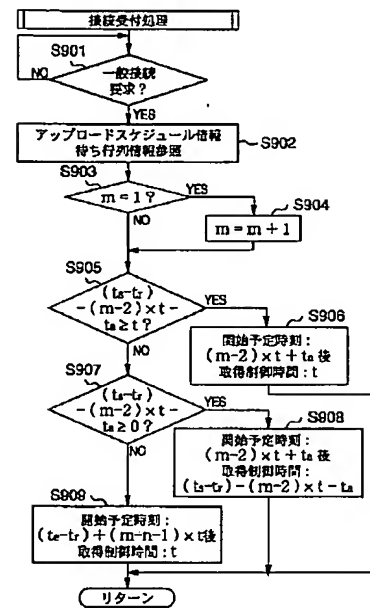 接続受付処理
S901
NO
一般接続
要求?
YES
アップロードスケジュール情報
待ち行列情報参照
S902
S903
m=1?
YES
NO
S904
m=m+1
S905
(ts-tr)
-(m-2)×t-
ta≥t?
YES
NO
S906
開始予定時刻:
(m-2)×t+ta後
取得制御時間:t
S907
(ts-tr)
-(m-2)×t-
ta≥0?
YES
NO
S908
開始予定時刻:
(m-2)×t+ta後
取得制御時間:
(ts-tr)-(m-2)×t-ta
S909
開始予定時刻:
(te-tr)+(m-n-1)×t後
取得制御時間:t
リターン